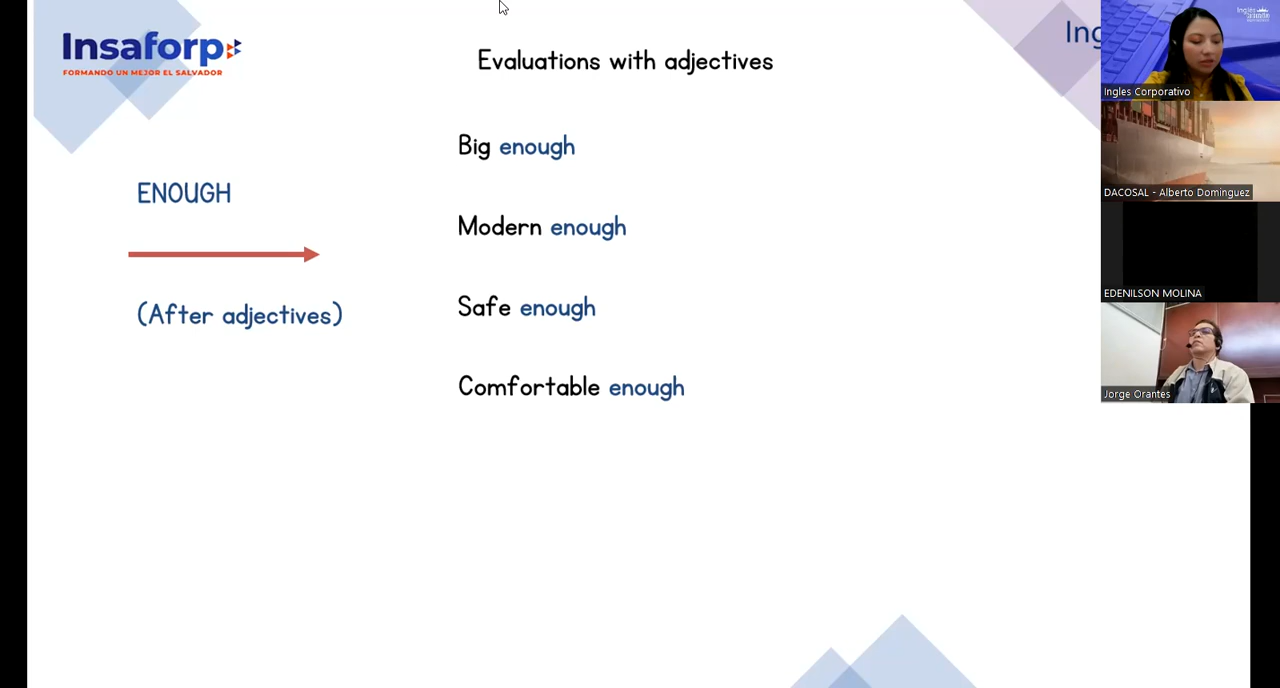 Insaforp
FORMANDO UN MEJOR EL SALVADOR
Evaluations with adjectives
ENOUGH
(After adjectives)
Big enough
Modern enough
Safe enough
Comfortable enough
Ing
Ingles Corporativo
DACOSAL - Alberto Dominguez
EDENILSON MOLINA
Jorge Orantes